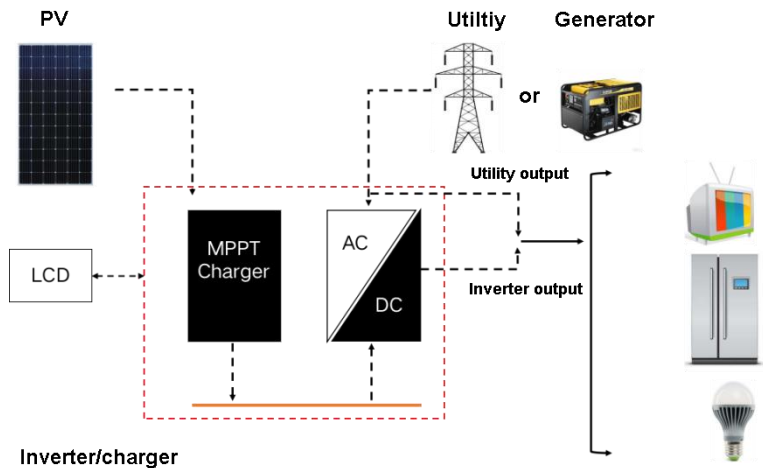 PV
Utiltiy
Generator
or
Utility output
MPPT
Charger
AC
LCD
DC
Inverter output
Inverter/charger